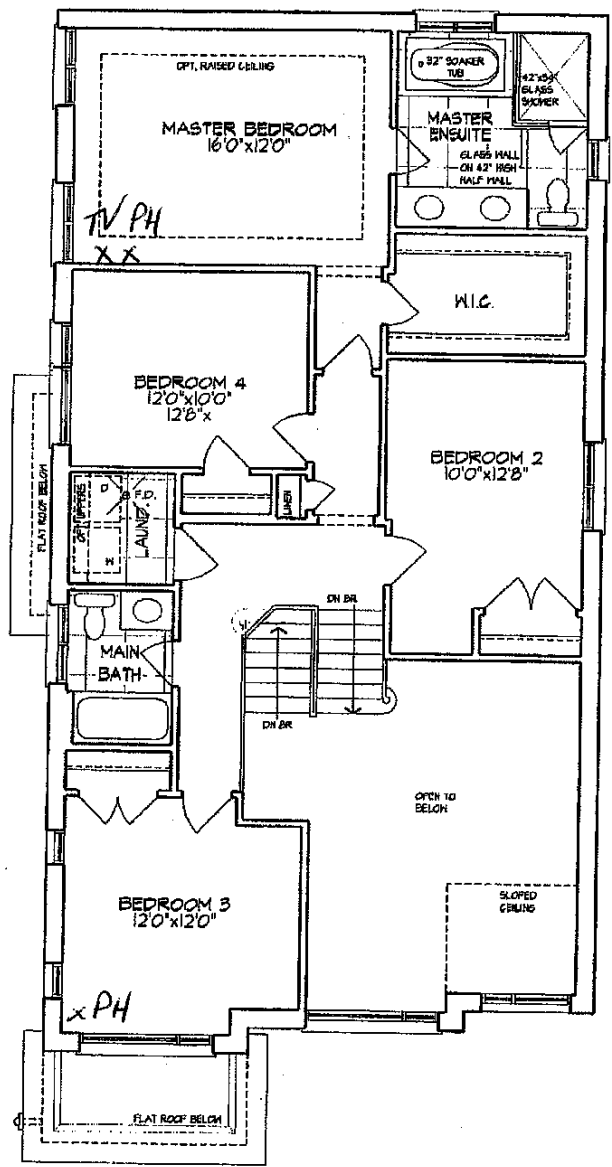 OPT. RAISED CEILING
MASTER BEDROOM
16'0"x12'0"
TV PH
x x
32" SOAKER
TUB
42"x54"
GLASS
SHOWER
MASTER
ENSUITE
GLASS WALL
ON 42" HIGH
HALF WALL
W.I.C.
BEDROOM 4
12'0"x10'0"
12'8"x
BEDROOM 2
10'0"x12'8"
FLAT ROOF BELOW
OPT. UPPERS
D
F.D.
W
LAUND.
LINEN
DN 8R
DN 8R
MAIN
BATH
OPEN TO
BELOW
SLOPED
CEILING
BEDROOM 3
12'0"x12'0"
x PH
FLAT ROOF BELOW